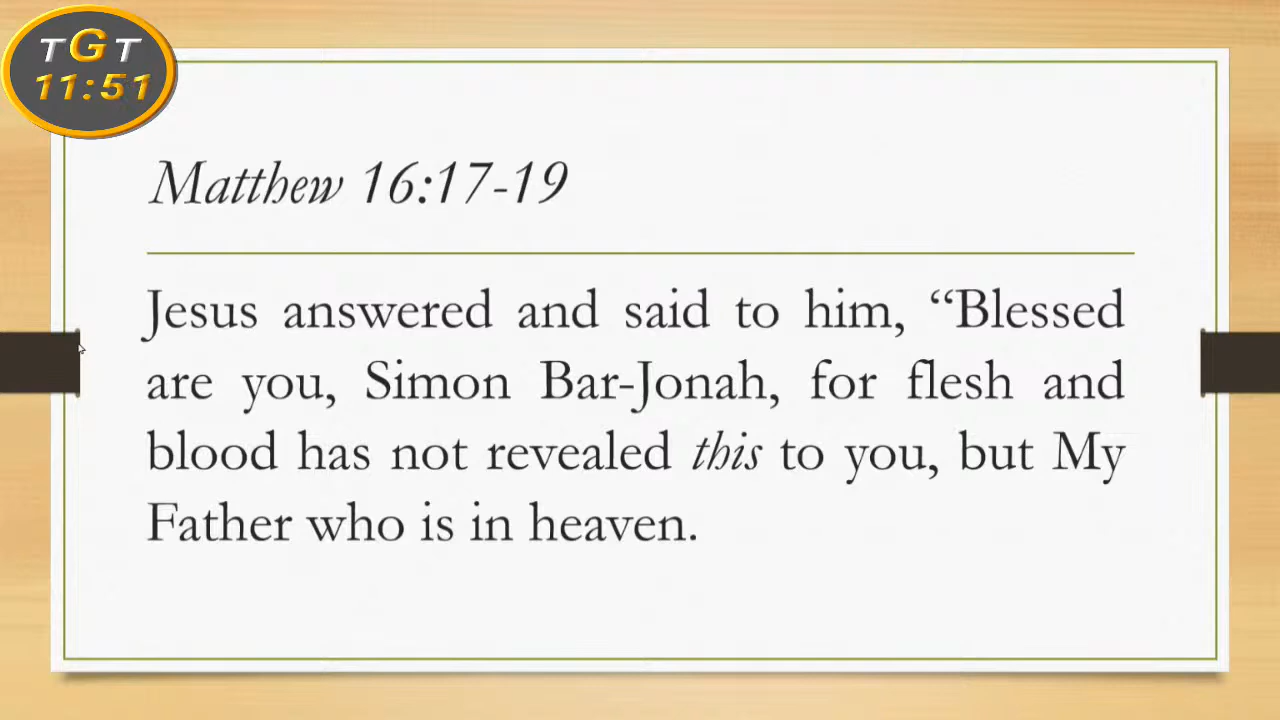 TGT
11:51
Matthew 16:17-19
Jesus answered and said to him, “Blessed
are you, Simon Bar-Jonah, for flesh and
blood has not revealed this to you, but My
Father who is in heaven.